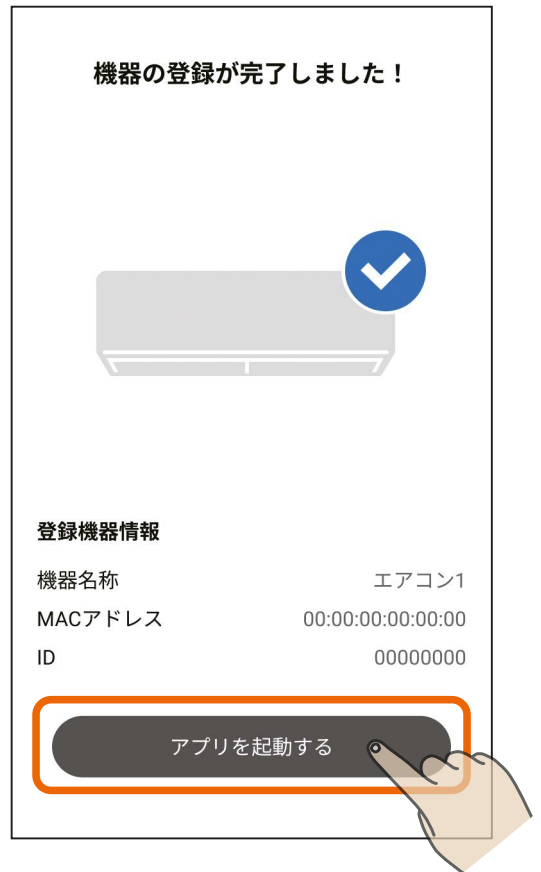 機器の登録が完了しました！
登録機器情報
機器名称 エアコン1
MACアドレス 00:00:00:00:00:00
ID 00000000
アプリを起動する